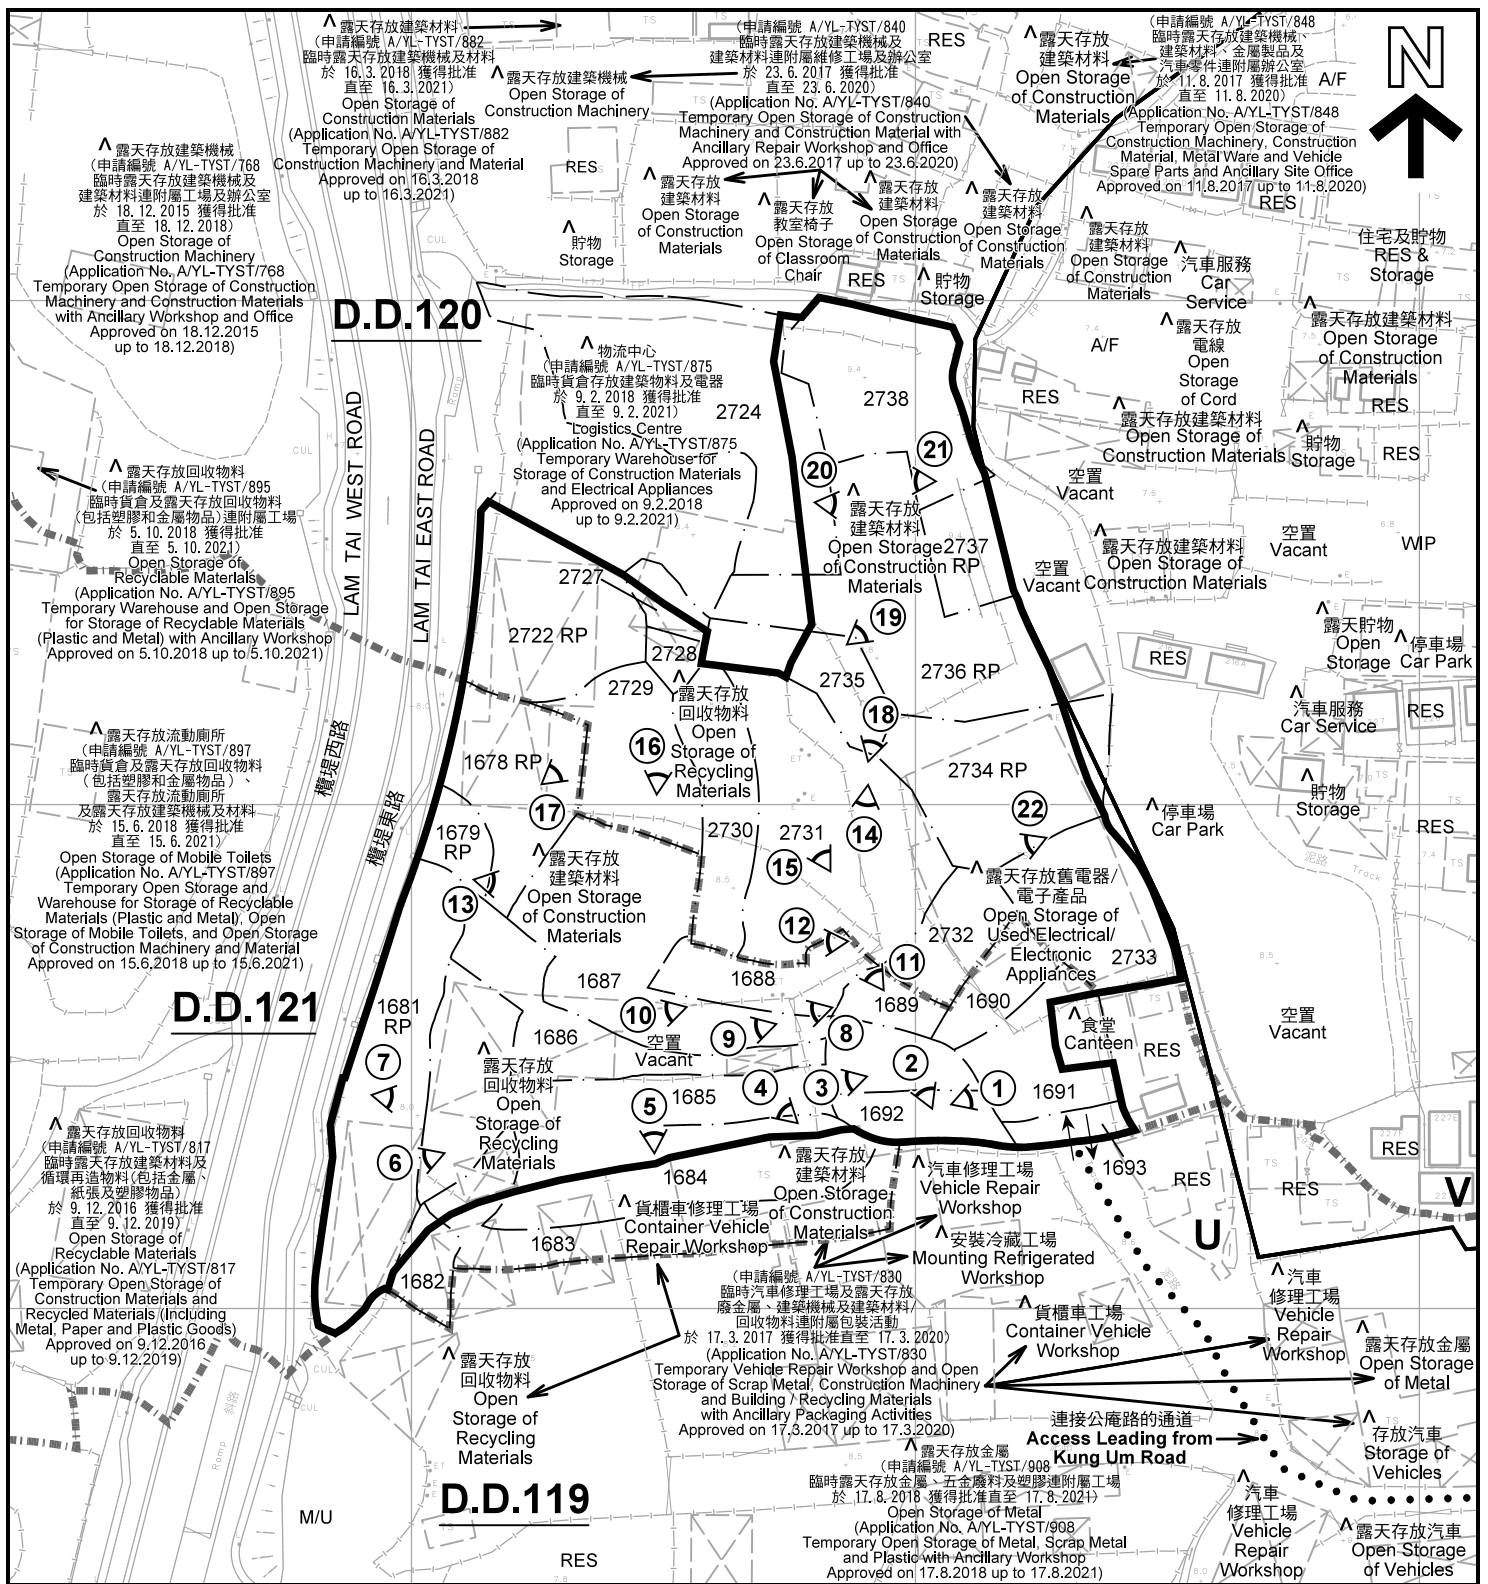 ^ 露天存放建築材料
(申請編號 A/YL-TYST/882
臨時露天存放建築機械及材料
於 16.3.2018 獲得批准
直至 16.3.2021)
Open Storage of
Construction Materials
(Application No. A/YL-TYST/882
Temporary Open Storage of
Construction Machinery and Material
Approved on 16.3.2018
up to 16.3.2021)
^ 露天存放建築機械
Open Storage of
Construction Machinery
(申請編號 A/YL-TYST/840
臨時露天存放建築機械及
建築材料連附屬維修工場及辦公室
於 23.6.2017 獲得批准
直至 23.6.2020)
(Application No. A/YL-TYST/840
Temporary Open Storage of Construction
Machinery and Construction Material with
Ancillary Repair Workshop and Office
Approved on 23.6.2017 up to 23.6.2020)
RES
^ 露天存放
建築材料
Open Storage
of Construction
Materials
(申請編號 A/YL-TYST/848
臨時露天存放建築機械、
建築材料、金屬製品及
汽車零件連附屬辦公室
於 11.8.2017 獲得批准
直至 11.8.2020)
(Application No. A/YL-TYST/848
Temporary Open Storage of
Construction Machinery, Construction
Material, Metal Ware and Vehicle
Spare Parts and Ancillary Site Office
Approved on 11.8.2017 up to 11.8.2020)
A/F
N
RES
^ 露天存放建築機械
(申請編號 A/YL-TYST/768
臨時露天存放建築機械及
建築材料連附屬工場及辦公室
於 18.12.2015 獲得批准
直至 18.12.2018)
Open Storage of
Construction Machinery
(Application No. A/YL-TYST/768
Temporary Open Storage of Construction
Machinery and Construction Materials
with Ancillary Workshop and Office
Approved on 18.12.2015
up to 18.12.2018)
RES
^ 貯物
Storage
^ 露天存放
建築材料
Open Storage
of Construction
Materials
^ 露天存放
教室椅子
Open Storage
of Classroom
Chair
^ 露天存放
建築材料
Open Storage
of Construction
Materials
^ 露天存放
建築材料
Open Storage
of Construction
Materials
^ 露天存放
建築材料
Open Storage
of Construction
Materials
^ 汽車服務
Car
Service
住宅及貯物
RES &
Storage
RES
^ 貯物
Storage
D.D.120
^ 物流中心
(申請編號 A/YL-TYST/875
臨時貨倉存放建築物料及電器
於 9.2.2018 獲得批准
直至 9.2.2021)
Logistics Centre
(Application No. A/YL-TYST/875
Temporary Warehouse for
Storage of Construction Materials
and Electrical Appliances
Approved on 9.2.2018
up to 9.2.2021)
2724
2738
A/F
^ 露天存放
電線
Open
Storage
of Cord
^ 露天存放建築材料
Open Storage
of Construction
Materials
RES
RES
^ 露天存放建築材料
Open Storage of
Construction Materials
^ 貯物
Storage
RES
LAM TAI WEST ROAD
LAM TAI EAST ROAD
欖堤西路
欖堤東路
^ 露天存放回收物料
(申請編號 A/YL-TYST/895
臨時貨倉及露天存放回收物料
(包括塑膠和金屬物品)連附屬工場
於 5.10.2018 獲得批准
直至 5.10.2021)
Open Storage of
Recyclable Materials
(Application No. A/YL-TYST/895
Temporary Warehouse and Open Storage
for Storage of Recyclable Materials
(Plastic and Metal) with Ancillary Workshop
Approved on 5.10.2018 up to 5.10.2021)
20
21
^ 露天存放
建築材料
Open Storage
of Construction
Materials
2737
RP
空置
Vacant
空置
Vacant
^ 露天存放建築材料
Open Storage of
Construction Materials
空置
Vacant
WIP
2727
2722 RP
2728
2729
19
2735
2736 RP
RES
^ 露天貯物
Open
Storage
^ 停車場
Car Park
^ 汽車服務
Car Service
RES
^ 露天存放
回收物料
Open
Storage of
Recycling
Materials
18
16
1678 RP
17
2734 RP
22
^ 停車場
Car Park
^ 貯物
Storage
RES
^ 露天存放流動廁所
(申請編號 A/YL-TYST/897
臨時貨倉及露天存放回收物料
(包括塑膠和金屬物品)、
露天存放流動廁所
及露天存放建築機械及材料
於 15.6.2018 獲得批准
直至 15.6.2021)
Open Storage of Mobile Toilets
(Application No. A/YL-TYST/897
Temporary Open Storage and
Warehouse for Storage of Recyclable
Materials (Plastic and Metal), Open
Storage of Mobile Toilets, and Open Storage
of Construction Machinery and Material
Approved on 15.6.2018 up to 15.6.2021)
1679
RP
13
^ 露天存放
建築材料
Open Storage
of Construction
Materials
2730
2731
14
15
12
^ 露天存放舊電器/
電子產品
Open Storage of
Used Electrical/
Electronic
Appliances
2732
2733
D.D.121
1681
RP
1687
1688
11
1689
1690
10
空置
Vacant
9
8
^ 食堂
Canteen
RES
空置
Vacant
1686
7
^ 露天存放
回收物料
Open
Storage of
Recycling
Materials
1685
5
4
3
2
1
1691
1692
6
1684
1693
RES
RES
RES
U
V
^ 露天存放回收物料
(申請編號 A/YL-TYST/817
臨時露天存放建築材料及
循環再造物料(包括金屬、
紙張及塑膠物品)
於 9.12.2016 獲得批准
直至 9.12.2019)
Open Storage of
Recyclable Materials
(Application No. A/YL-TYST/817
Temporary Open Storage of
Construction Materials and
Recycled Materials (Including
Metal, Paper and Plastic Goods)
Approved on 9.12.2016
up to 9.12.2019)
1683
1682
^ 貨櫃車修理工場
Container Vehicle
Repair Workshop
^ 露天存放
建築材料
Open Storage
of Construction
Materials
^ 汽車修理工場
Vehicle Repair
Workshop
^ 安裝冷藏工場
Mounting Refrigerated
Workshop
(申請編號 A/YL-TYST/830
臨時汽車修理工場及露天存放
廢金屬、建築機械及建築材料/
回收物料連附屬包裝活動
於 17.3.2017 獲得批准直至 17.3.2020)
(Application No. A/YL-TYST/830
Temporary Vehicle Repair Workshop and Open
Storage of Scrap Metal, Construction Machinery
and Building / Recycling Materials
with Ancillary Packaging Activities
Approved on 17.3.2017 up to 17.3.2020)
^ 貨櫃車工場
Container Vehicle
Workshop
^ 汽車
修理工場
Vehicle
Repair
Workshop
^ 露天存放金屬
Open Storage
of Metal
^ 露天存放
回收物料
Open
Storage of
Recycling
Materials
連接公庵路的通道
Access Leading from
Kung Um Road
^ 存放汽車
Storage of
Vehicles
D.D.119
M/U
RES
^ 露天存放金屬
(申請編號 A/YL-TYST/908
臨時露天存放金屬、五金廢料及塑膠連附屬工場
於 17.8.2018 獲得批准直至 17.8.2021)
Open Storage of Metal
(Application No. A/YL-TYST/908
Temporary Open Storage of Metal, Scrap Metal
and Plastic with Ancillary Workshop
Approved on 17.8.2018 up to 17.8.2021)
^ 汽車
修理工場
Vehicle
Repair
Workshop
^ 露天存放汽車
Open Storage
of Vehicles